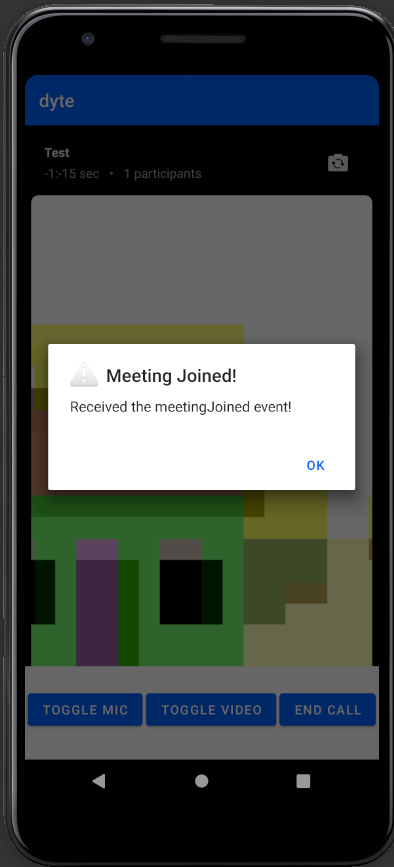 dyte
Test
-1:-15 sec • 1 participants
Meeting Joined!
Received the meetingJoined event!
OK
TOGGLE MIC TOGGLE VIDEO END CALL